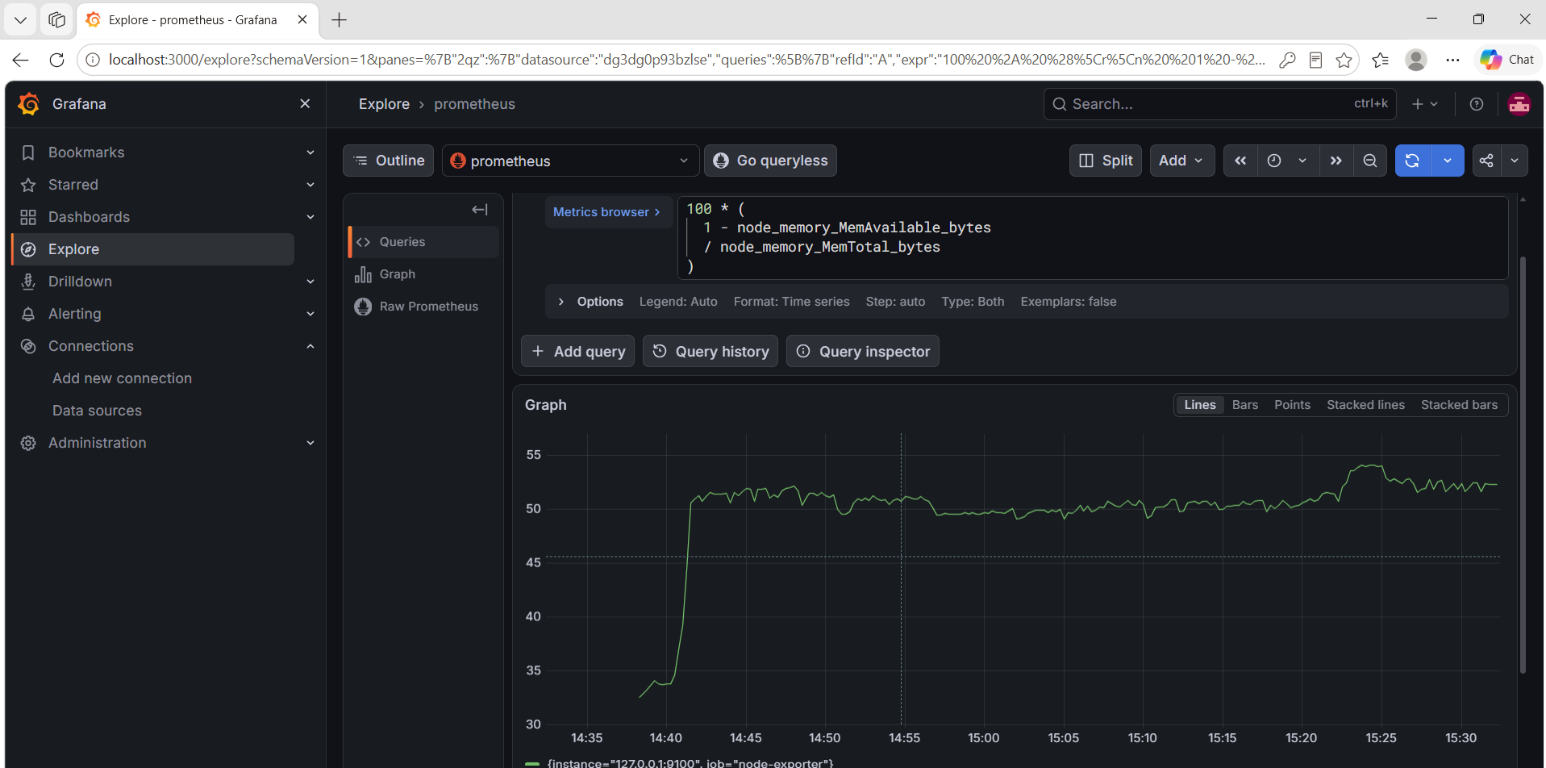 Explore - prometheus - Grafana
localhost:3000/explore?schemaVersion=1&panes=%7B"2qz":%7B"datasource":"dg3dg0p93bzlse","queries":%5B%7B"refId":"A","expr":"100%20%2A%20%28%5Cr%5Cn%20%201%20-%2...
Chat
Grafana
Explore › prometheus
Search...
ctrl+k
Bookmarks
Starred
Dashboards
Explore
Drilldown
Alerting
Connections
Add new connection
Data sources
Administration
Outline
prometheus
Go queryless
Split
Add
Queries
Graph
Raw Prometheus
Metrics browser >
100 * (
1 - node_memory_MemAvailable_bytes
/ node_memory_MemTotal_bytes
)
Options Legend: Auto Format: Time series Step: auto Type: Both Exemplars: false
+ Add query
Query history
Query inspector
Graph
Lines Bars Points Stacked lines Stacked bars
55
50
45
40
35
30
14:35 14:40 14:45 14:50 14:55 15:00 15:05 15:10 15:15 15:20 15:25 15:30
{instance="127.0.0.1:9100", job="node-exporter"}